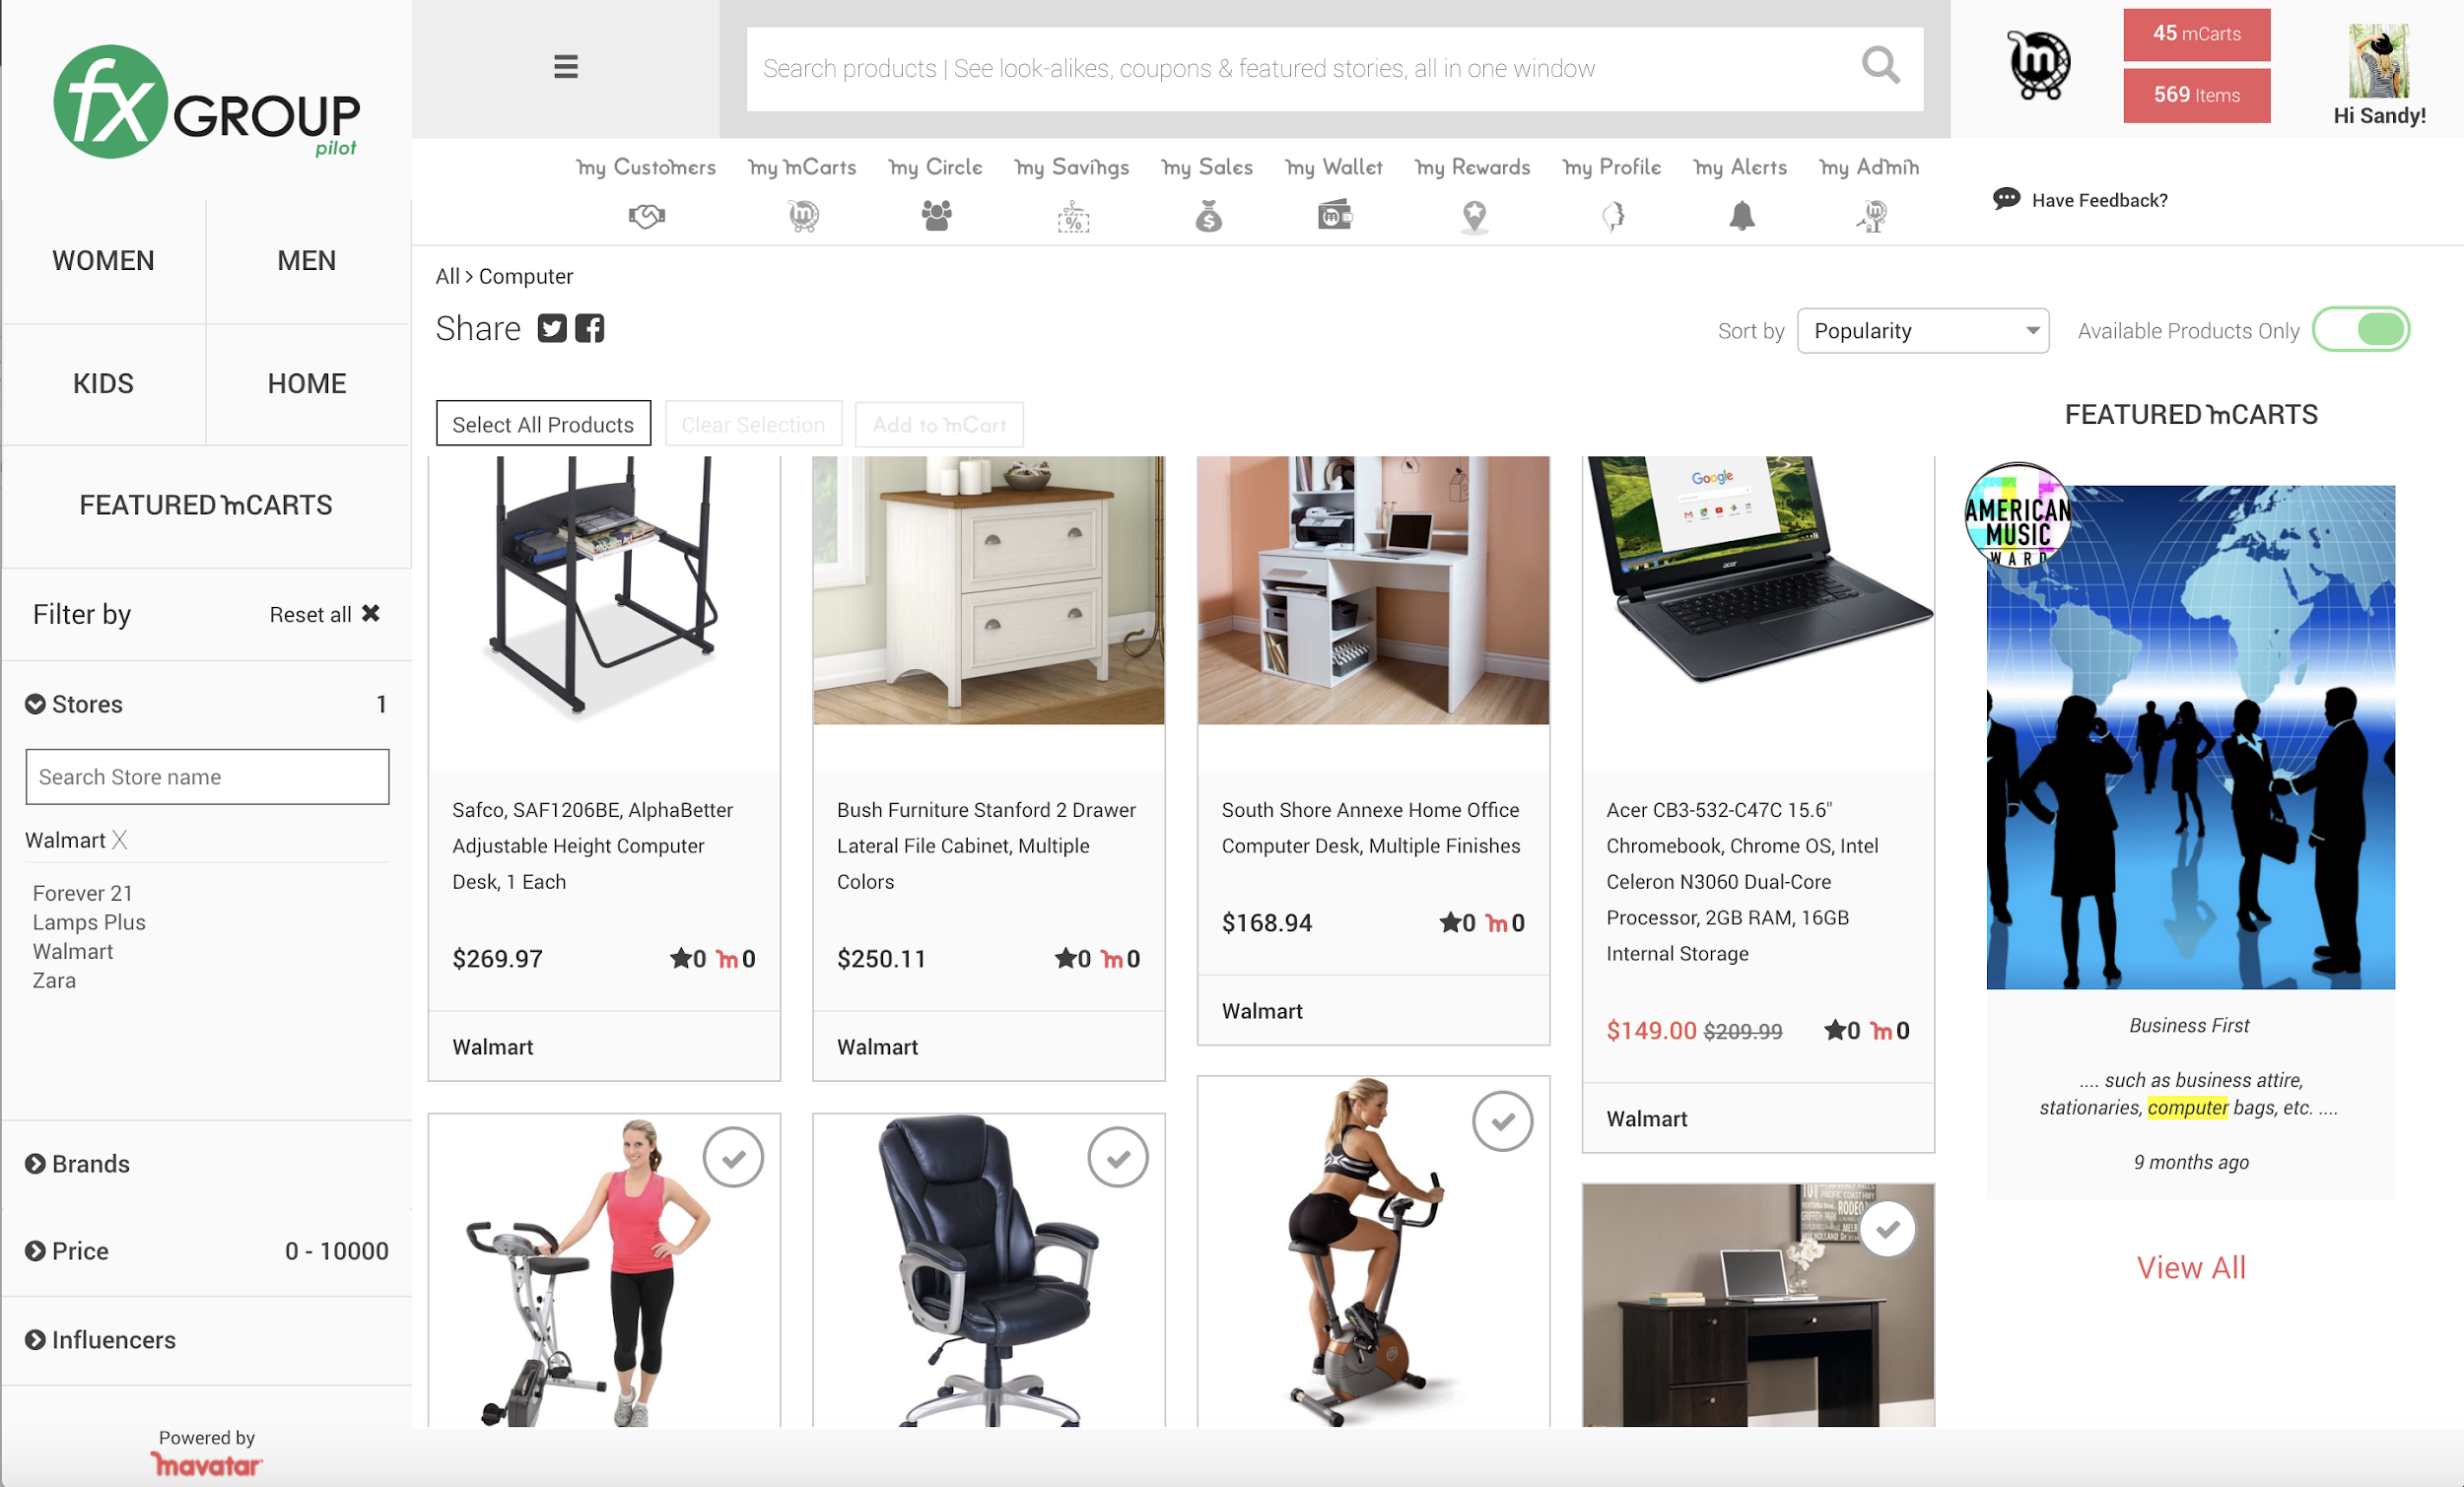 fx GROUP
pilot
Search products | See look-alikes, coupons & featured stories, all in one window
m
45 mCarts
569 Items
Hi Sandy!
my Customers
my mCarts
my Circle
my Savings
my Sales
my Wallet
my Rewards
my Profile
my Alerts
my Admin
Have Feedback?
WOMEN
MEN
KIDS
HOME
FEATURED mCARTS
Filter by
Reset all
Stores
1
Search Store name
Walmart X
Forever 21
Lamps Plus
Walmart
Zara
Brands
Price
0 - 10000
Influencers
Powered by
mavatar
All > Computer
Share
Sort by
Popularity
Available Products Only
Select All Products
Clear Selection
Add to mCart
Safco, SAF1206BE, AlphaBetter
Adjustable Height Computer
Desk, 1 Each
$269.97
0 m 0
Walmart
Bush Furniture Stanford 2 Drawer
Lateral File Cabinet, Multiple
Colors
$250.11
0 m 0
Walmart
South Shore Annexe Home Office
Computer Desk, Multiple Finishes
$168.94
0 m 0
Walmart
Google
acer
Acer CB3-532-C47C 15.6"
Chromebook, Chrome OS, Intel
Celeron N3060 Dual-Core
Processor, 2GB RAM, 16GB
Internal Storage
$149.00 $209.99
0 m 0
Walmart
PACIFIC COAST HWY
RODEO
FEATURED mCARTS
AMERICAN
MUSIC
WARD
Business First
.... such as business attire,
stationaries, computer bags, etc. ....
9 months ago
View All